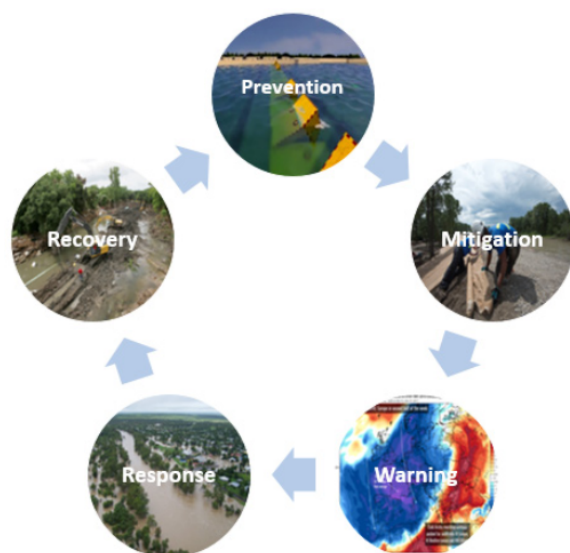 Prevention
Mitigation
Warning
Response
Recovery